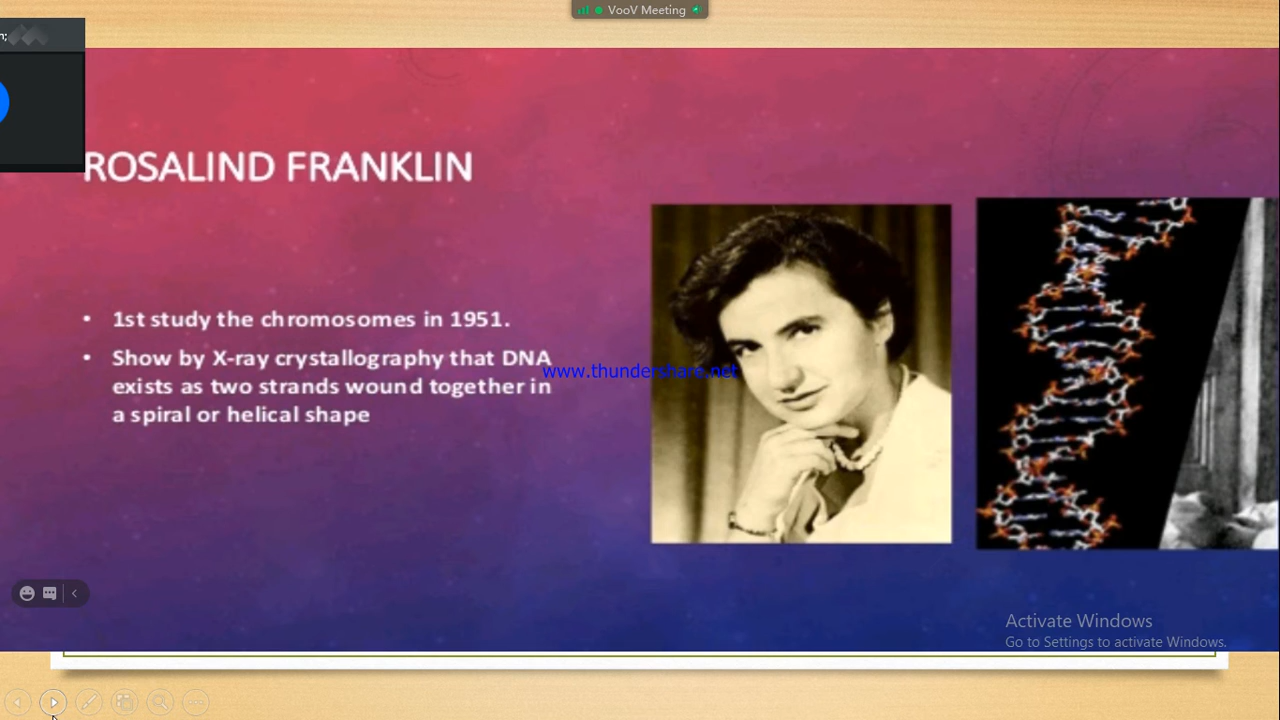 VooV Meeting
n;
ROSALIND FRANKLIN
• 1st study the chromosomes in 1951.
• Show by X-ray crystallography that DNA
exists as two strands wound together in
a spiral or helical shape
www.thundershare.net
Activate Windows
Go to Settings to activate Windows.